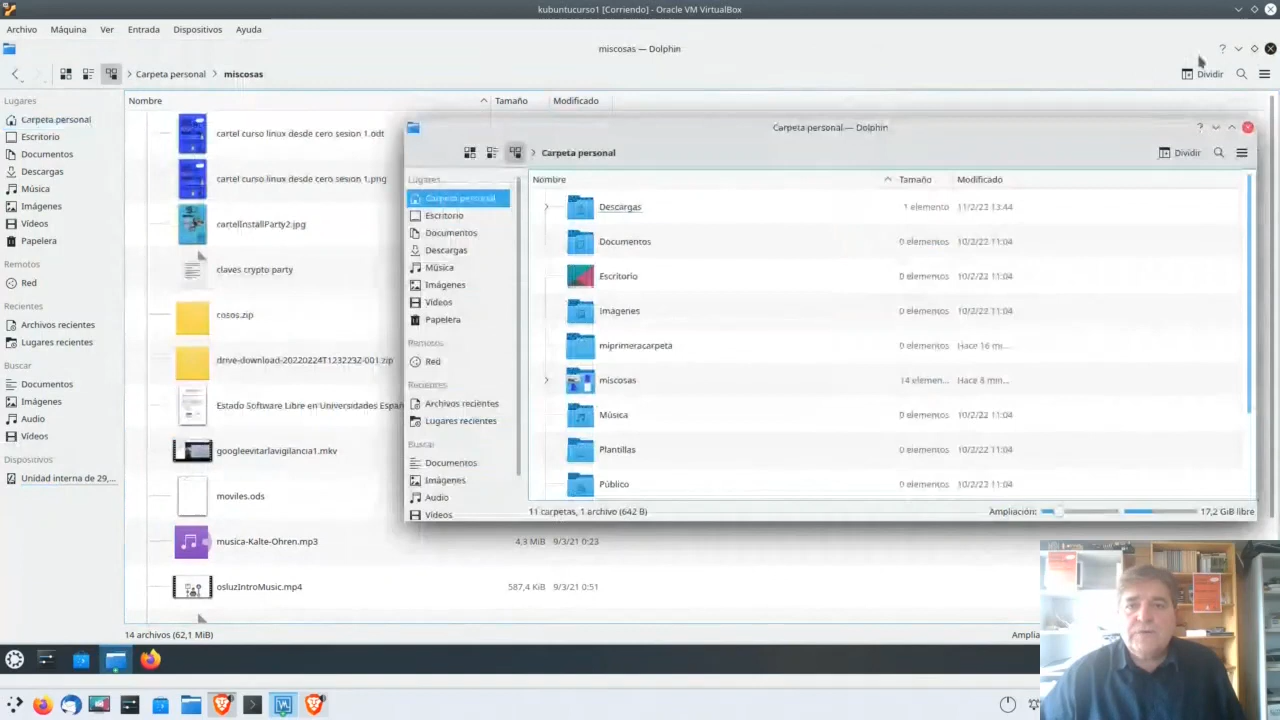 kubuntucurso1 [Corriendo] - Oracle VM VirtualBox
Archivo Máquina Ver Entrada Dispositivos Ayuda
miscosas — Dolphin
Carpeta personal > miscosas
Dividir
Lugares
Carpeta personal
Escritorio
Documentos
Descargas
Música
Imágenes
Vídeos
Papelera
Remotos
Red
Recientes
Archivos recientes
Lugares recientes
Buscar
Documentos
Imágenes
Audio
Vídeos
Dispositivos
Unidad interna de 29,...
Nombre Tamaño Modificado
cartel curso linux desde cero sesion 1.odt
cartel curso linux desde cero sesion 1.png
cartelInstallParty2.jpg
claves crypto party
cosos.zip
drive-download-20220224T123223Z-001.zip
Estado Software Libre en Universidades Españ
googleevitarlavigilancia1.mkv
moviles.ods
musica-Kalte-Ohren.mp3 4,3 MiB 9/3/21 0:23
osluzIntroMusic.mp4 587,4 KiB 9/3/21 0:51
14 archivos (62,1 MiB)
Amplia
Carpeta personal — Dolphin
> Carpeta personal
Dividir
Lugares
Carpeta personal
Escritorio
Documentos
Descargas
Música
Imágenes
Vídeos
Papelera
Remotos
Red
Recientes
Archivos recientes
Lugares recientes
Buscar
Documentos
Imágenes
Audio
Vídeos
Nombre Tamaño Modificado
Descargas 1 elemento 11/2/22 13:44
Documentos 0 elementos 10/2/22 11:04
Escritorio 0 elementos 10/2/22 11:04
Imágenes 0 elementos 10/2/22 11:04
miprimeracarpeta 0 elementos Hace 16 mi...
miscosas 14 elemen... Hace 8 min...
Música 0 elementos 10/2/22 11:04
Plantillas 0 elementos 10/2/22 11:04
Público 0 elementos 10/2/22 11:04
11 carpetas, 1 archivo (642 B)
Ampliación:
17,2 GiB libre